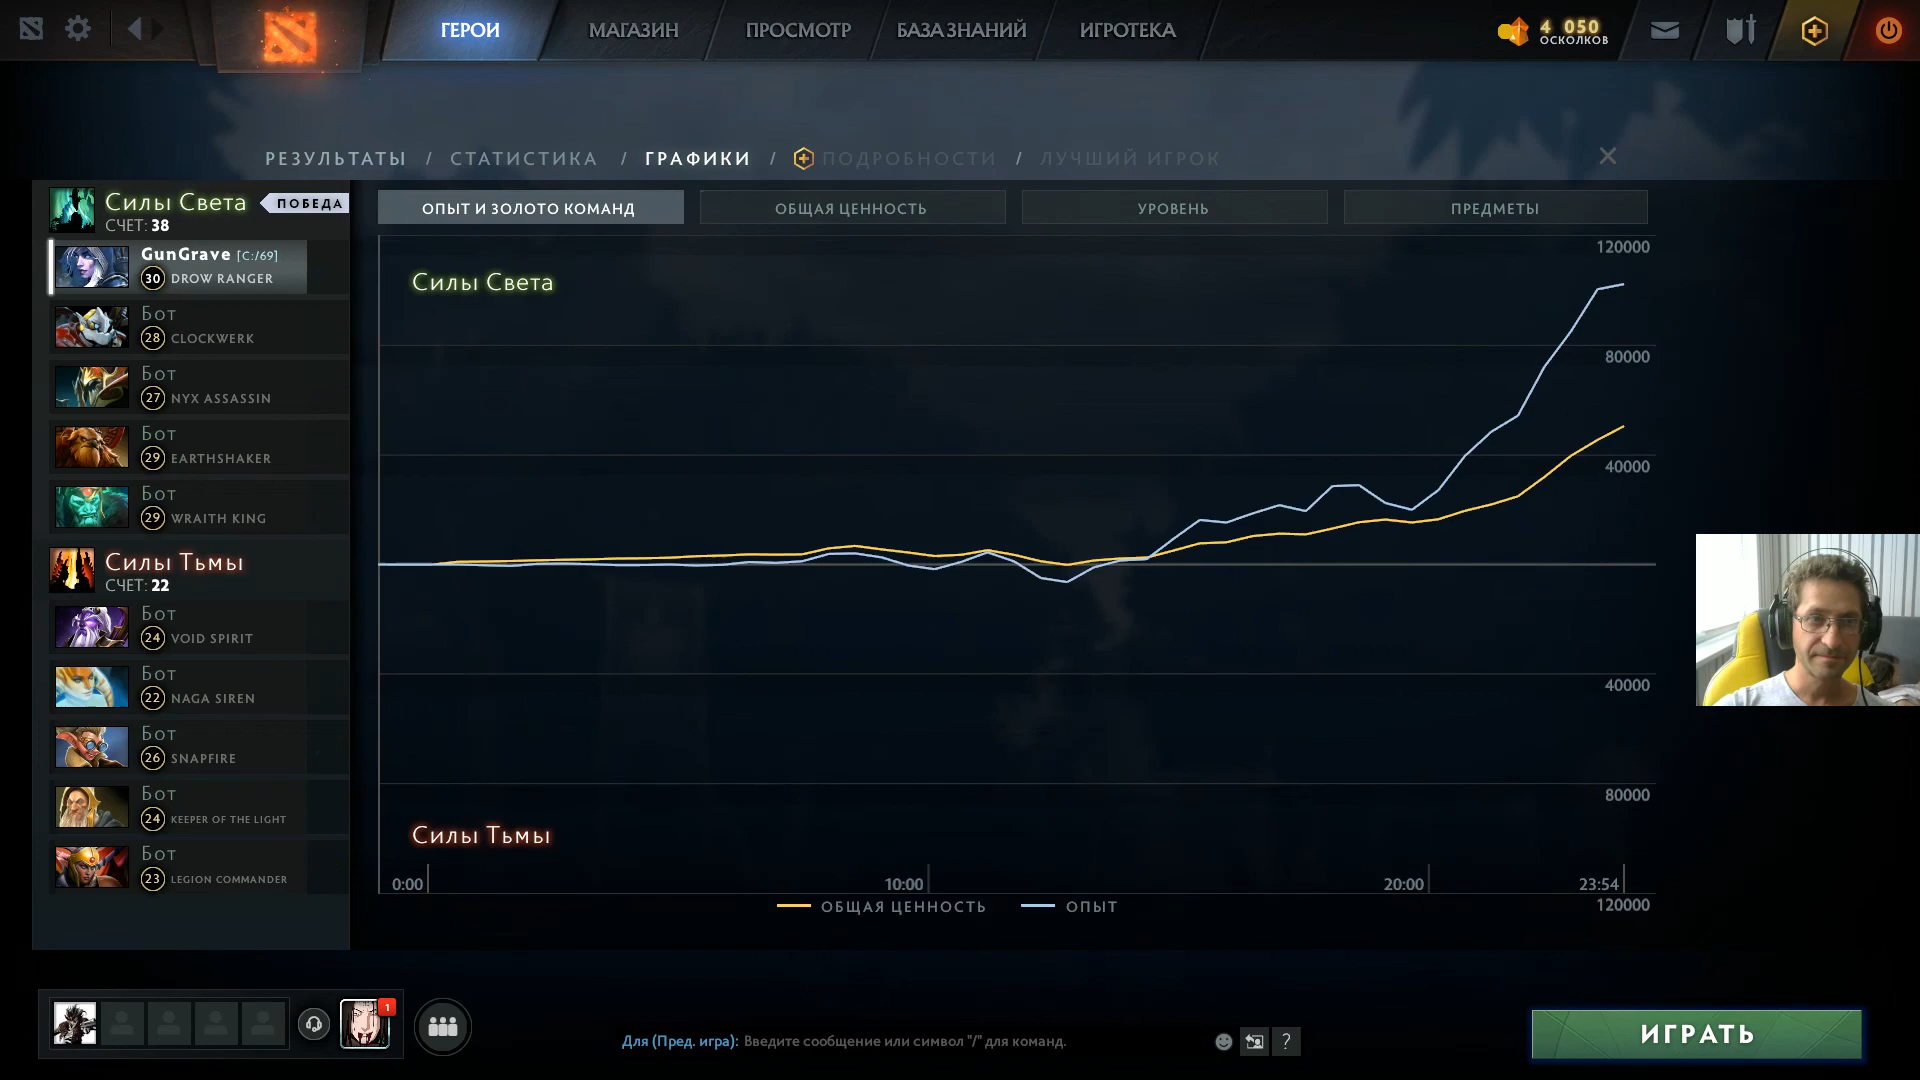 ГЕРОИ
МАГАЗИН
ПРОСМОТР
БАЗА ЗНАНИЙ
ИГРОТЕКА
4 050
ОСКОЛКОВ
РЕЗУЛЬТАТЫ / СТАТИСТИКА / ГРАФИКИ / ПОДРОБНОСТИ / ЛУЧШИЙ ИГРОК
Силы Света
ПОБЕДА
СЧЕТ: 38
GunGrave [C:/69]
30 DROW RANGER
Бот
28 CLOCKWERK
Бот
27 NYX ASSASSIN
Бот
29 EARTHSHAKER
Бот
29 WRAITH KING
Силы Тьмы
СЧЕТ: 22
Бот
24 VOID SPIRIT
Бот
22 NAGA SIREN
Бот
26 SNAPFIRE
Бот
24 KEEPER OF THE LIGHT
Бот
23 LEGION COMMANDER
ОПЫТ И ЗОЛОТО КОМАНД
ОБЩАЯ ЦЕННОСТЬ
УРОВЕНЬ
ПРЕДМЕТЫ
120000
Силы Света
80000
40000
40000
80000
Силы Тьмы
0:00
10:00
20:00
23:54
120000
ОБЩАЯ ЦЕННОСТЬ
ОПЫТ
1
Для (Пред. игра): Введите сообщение или символ "/" для команд.
?
ИГРАТЬ